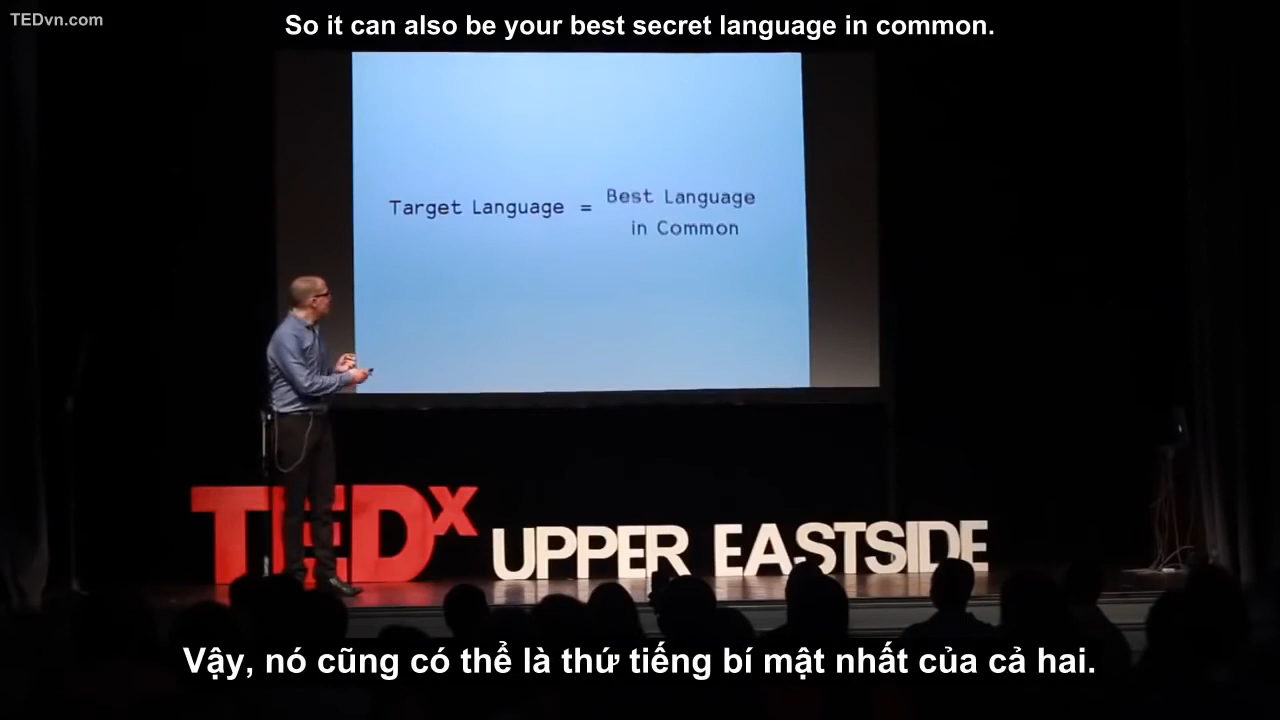 TEDvn.com
So it can also be your best secret language in common.
Target Language = Best Language
in Common
TEDx UPPER EASTSIDE
Vậy, nó cũng có thể là thứ tiếng bí mật nhất của cả hai.